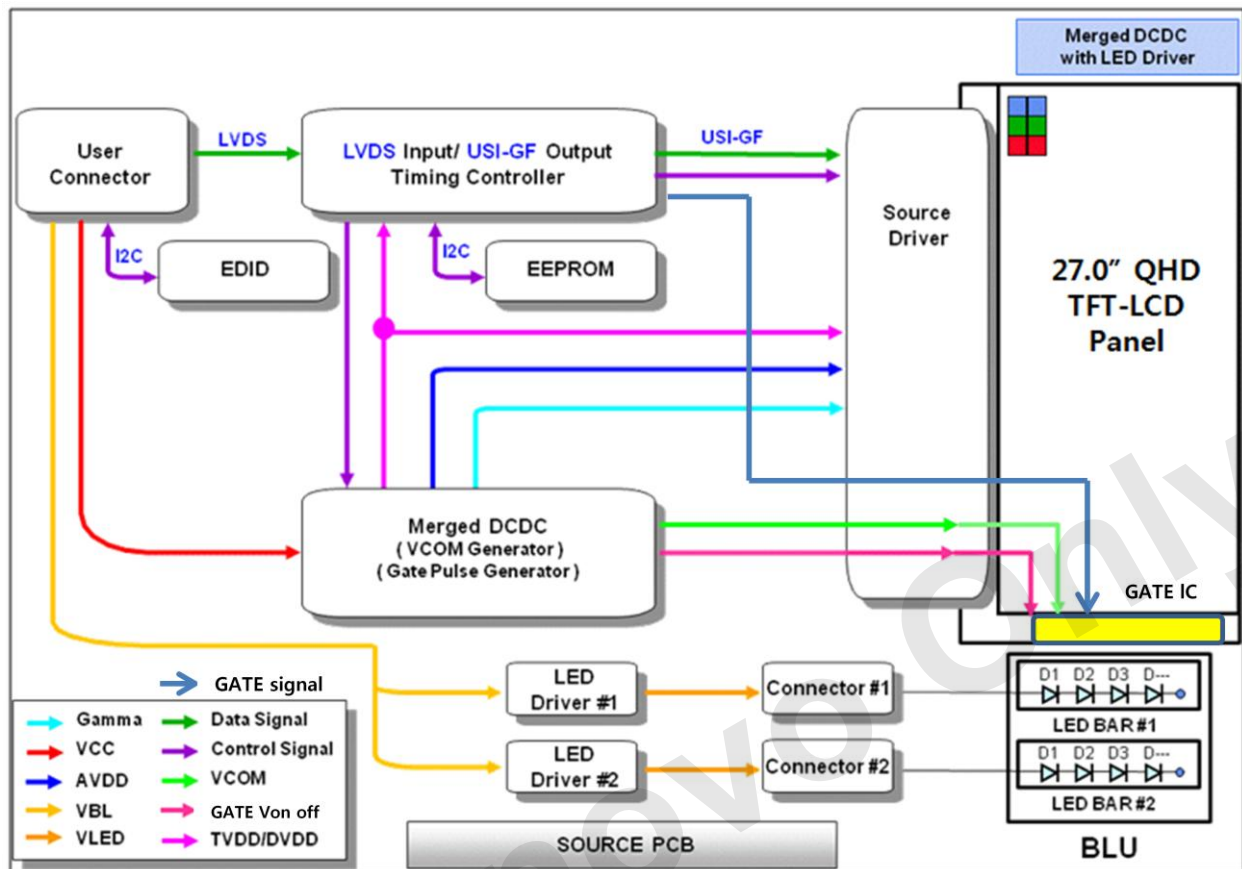 Merged DCDC
with LED Driver
User
Connector
LVDS
LVDS Input/ USI-GF Output
Timing Controller
USI-GF
Source
Driver
27.0" QHD
TFT-LCD
Panel
I2C
EDID
I2C
EEPROM
Merged DCDC
( VCOM Generator )
( Gate Pulse Generator )
GATE IC
GATE signal
Gamma
VCC
AVDD
VBL
VLED
Data Signal
Control Signal
VCOM
GATE Von off
TVDD/DVDD
LED
Driver #1
Connector #1
D1 D2 D3 D---
LED BAR #1
LED
Driver #2
Connector #2
D1 D2 D3 D---
LED BAR #2
SOURCE PCB
BLU
ovo Only